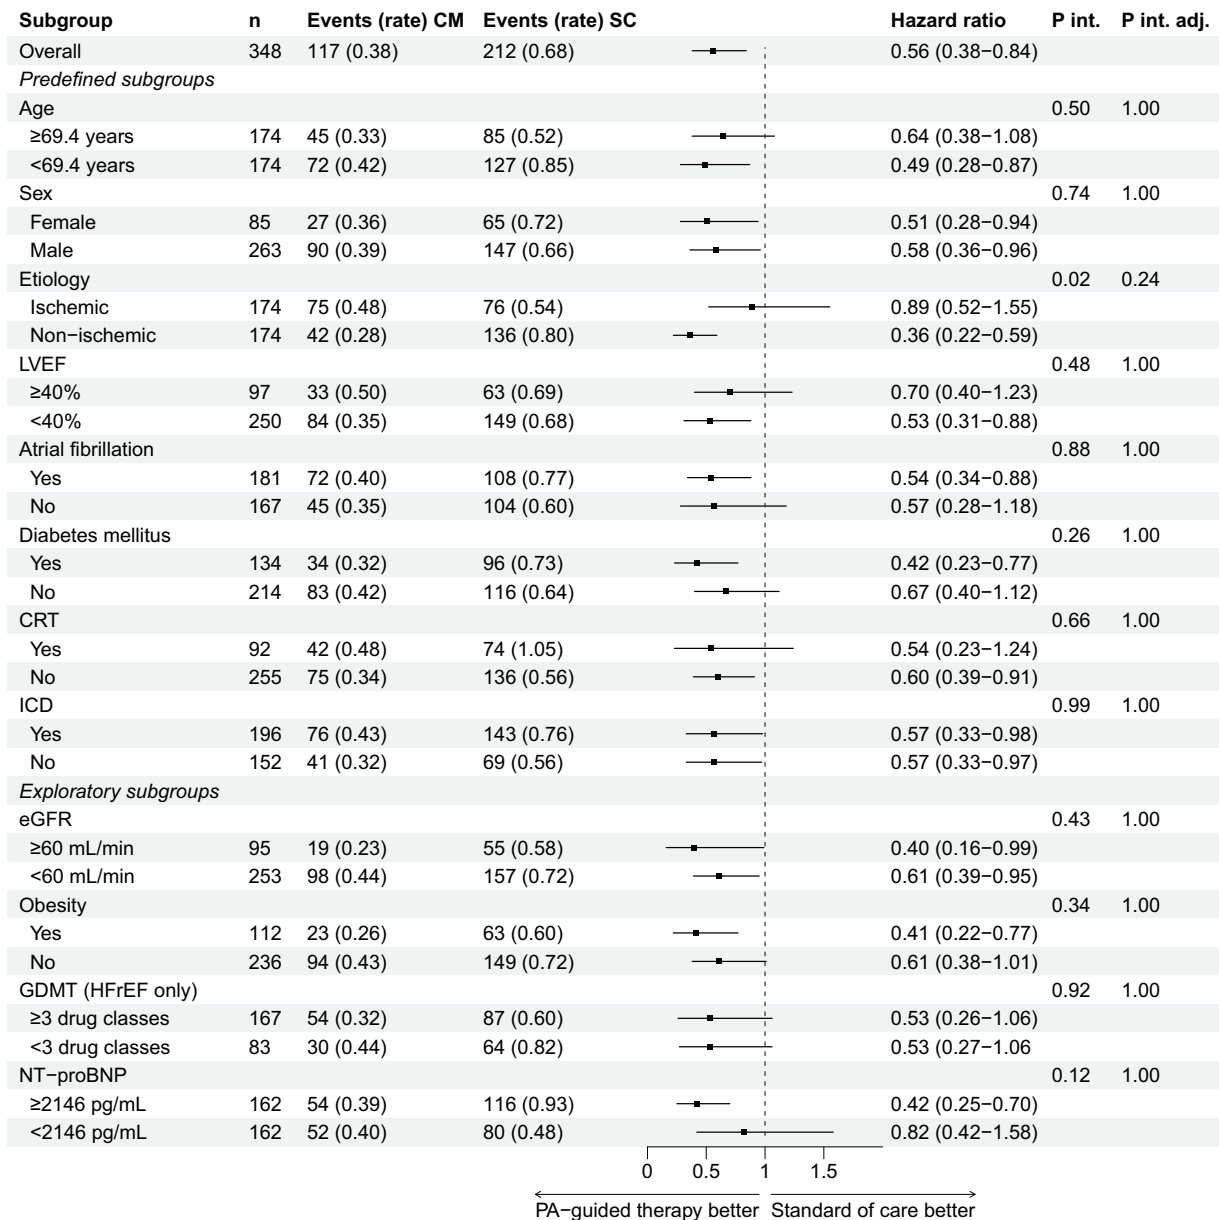 Subgroup n Events (rate) CM Events (rate) SC Hazard ratio P int. P int. adj.
Overall 348 117 (0.38) 212 (0.68) 0.56 (0.38−0.84)
Predefined subgroups
Age 0.50 1.00
≥69.4 years 174 45 (0.33) 85 (0.52) 0.64 (0.38−1.08)
<69.4 years 174 72 (0.42) 127 (0.85) 0.49 (0.28−0.87)
Sex 0.74 1.00
Female 85 27 (0.36) 65 (0.72) 0.51 (0.28−0.94)
Male 263 90 (0.39) 147 (0.66) 0.58 (0.36−0.96)
Etiology 0.02 0.24
Ischemic 174 75 (0.48) 76 (0.54) 0.89 (0.52−1.55)
Non−ischemic 174 42 (0.28) 136 (0.80) 0.36 (0.22−0.59)
LVEF 0.48 1.00
≥40% 97 33 (0.50) 63 (0.69) 0.70 (0.40−1.23)
<40% 250 84 (0.35) 149 (0.68) 0.53 (0.31−0.88)
Atrial fibrillation 0.88 1.00
Yes 181 72 (0.40) 108 (0.77) 0.54 (0.34−0.88)
No 167 45 (0.35) 104 (0.60) 0.57 (0.28−1.18)
Diabetes mellitus 0.26 1.00
Yes 134 34 (0.32) 96 (0.73) 0.42 (0.23−0.77)
No 214 83 (0.42) 116 (0.64) 0.67 (0.40−1.12)
CRT 0.66 1.00
Yes 92 42 (0.48) 74 (1.05) 0.54 (0.23−1.24)
No 255 75 (0.34) 136 (0.56) 0.60 (0.39−0.91)
ICD 0.99 1.00
Yes 196 76 (0.43) 143 (0.76) 0.57 (0.33−0.98)
No 152 41 (0.32) 69 (0.56) 0.57 (0.33−0.97)
Exploratory subgroups
eGFR 0.43 1.00
≥60 mL/min 95 19 (0.23) 55 (0.58) 0.40 (0.16−0.99)
<60 mL/min 253 98 (0.44) 157 (0.72) 0.61 (0.39−0.95)
Obesity 0.34 1.00
Yes 112 23 (0.26) 63 (0.60) 0.41 (0.22−0.77)
No 236 94 (0.43) 149 (0.72) 0.61 (0.38−1.01)
GDMT (HFrEF only) 0.92 1.00
≥3 drug classes 167 54 (0.32) 87 (0.60) 0.53 (0.26−1.06)
<3 drug classes 83 30 (0.44) 64 (0.82) 0.53 (0.27−1.06
NT−proBNP 0.12 1.00
≥2146 pg/mL 162 54 (0.39) 116 (0.93) 0.42 (0.25−0.70)
<2146 pg/mL 162 52 (0.40) 80 (0.48) 0.82 (0.42−1.58)
0 0.5 1 1.5
PA−guided therapy better Standard of care better